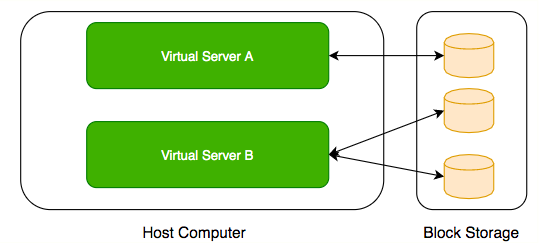 Virtual Server A
Virtual Server B
Host Computer
Block Storage